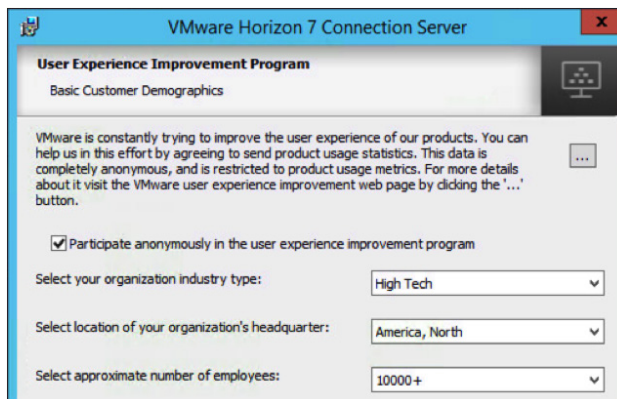 VMware Horizon 7 Connection Server
x
User Experience Improvement Program
Basic Customer Demographics
VMware is constantly trying to improve the user experience of our products. You can
help us in this effort by agreeing to send product usage statistics. This data is
completely anonymous, and is restricted to product usage metrics. For more details
about it visit the VMware user experience improvement web page by clicking the '...'
button.
...
Participate anonymously in the user experience improvement program
Select your organization industry type: High Tech
Select location of your organization's headquarter: America, North
Select approximate number of employees: 10000+